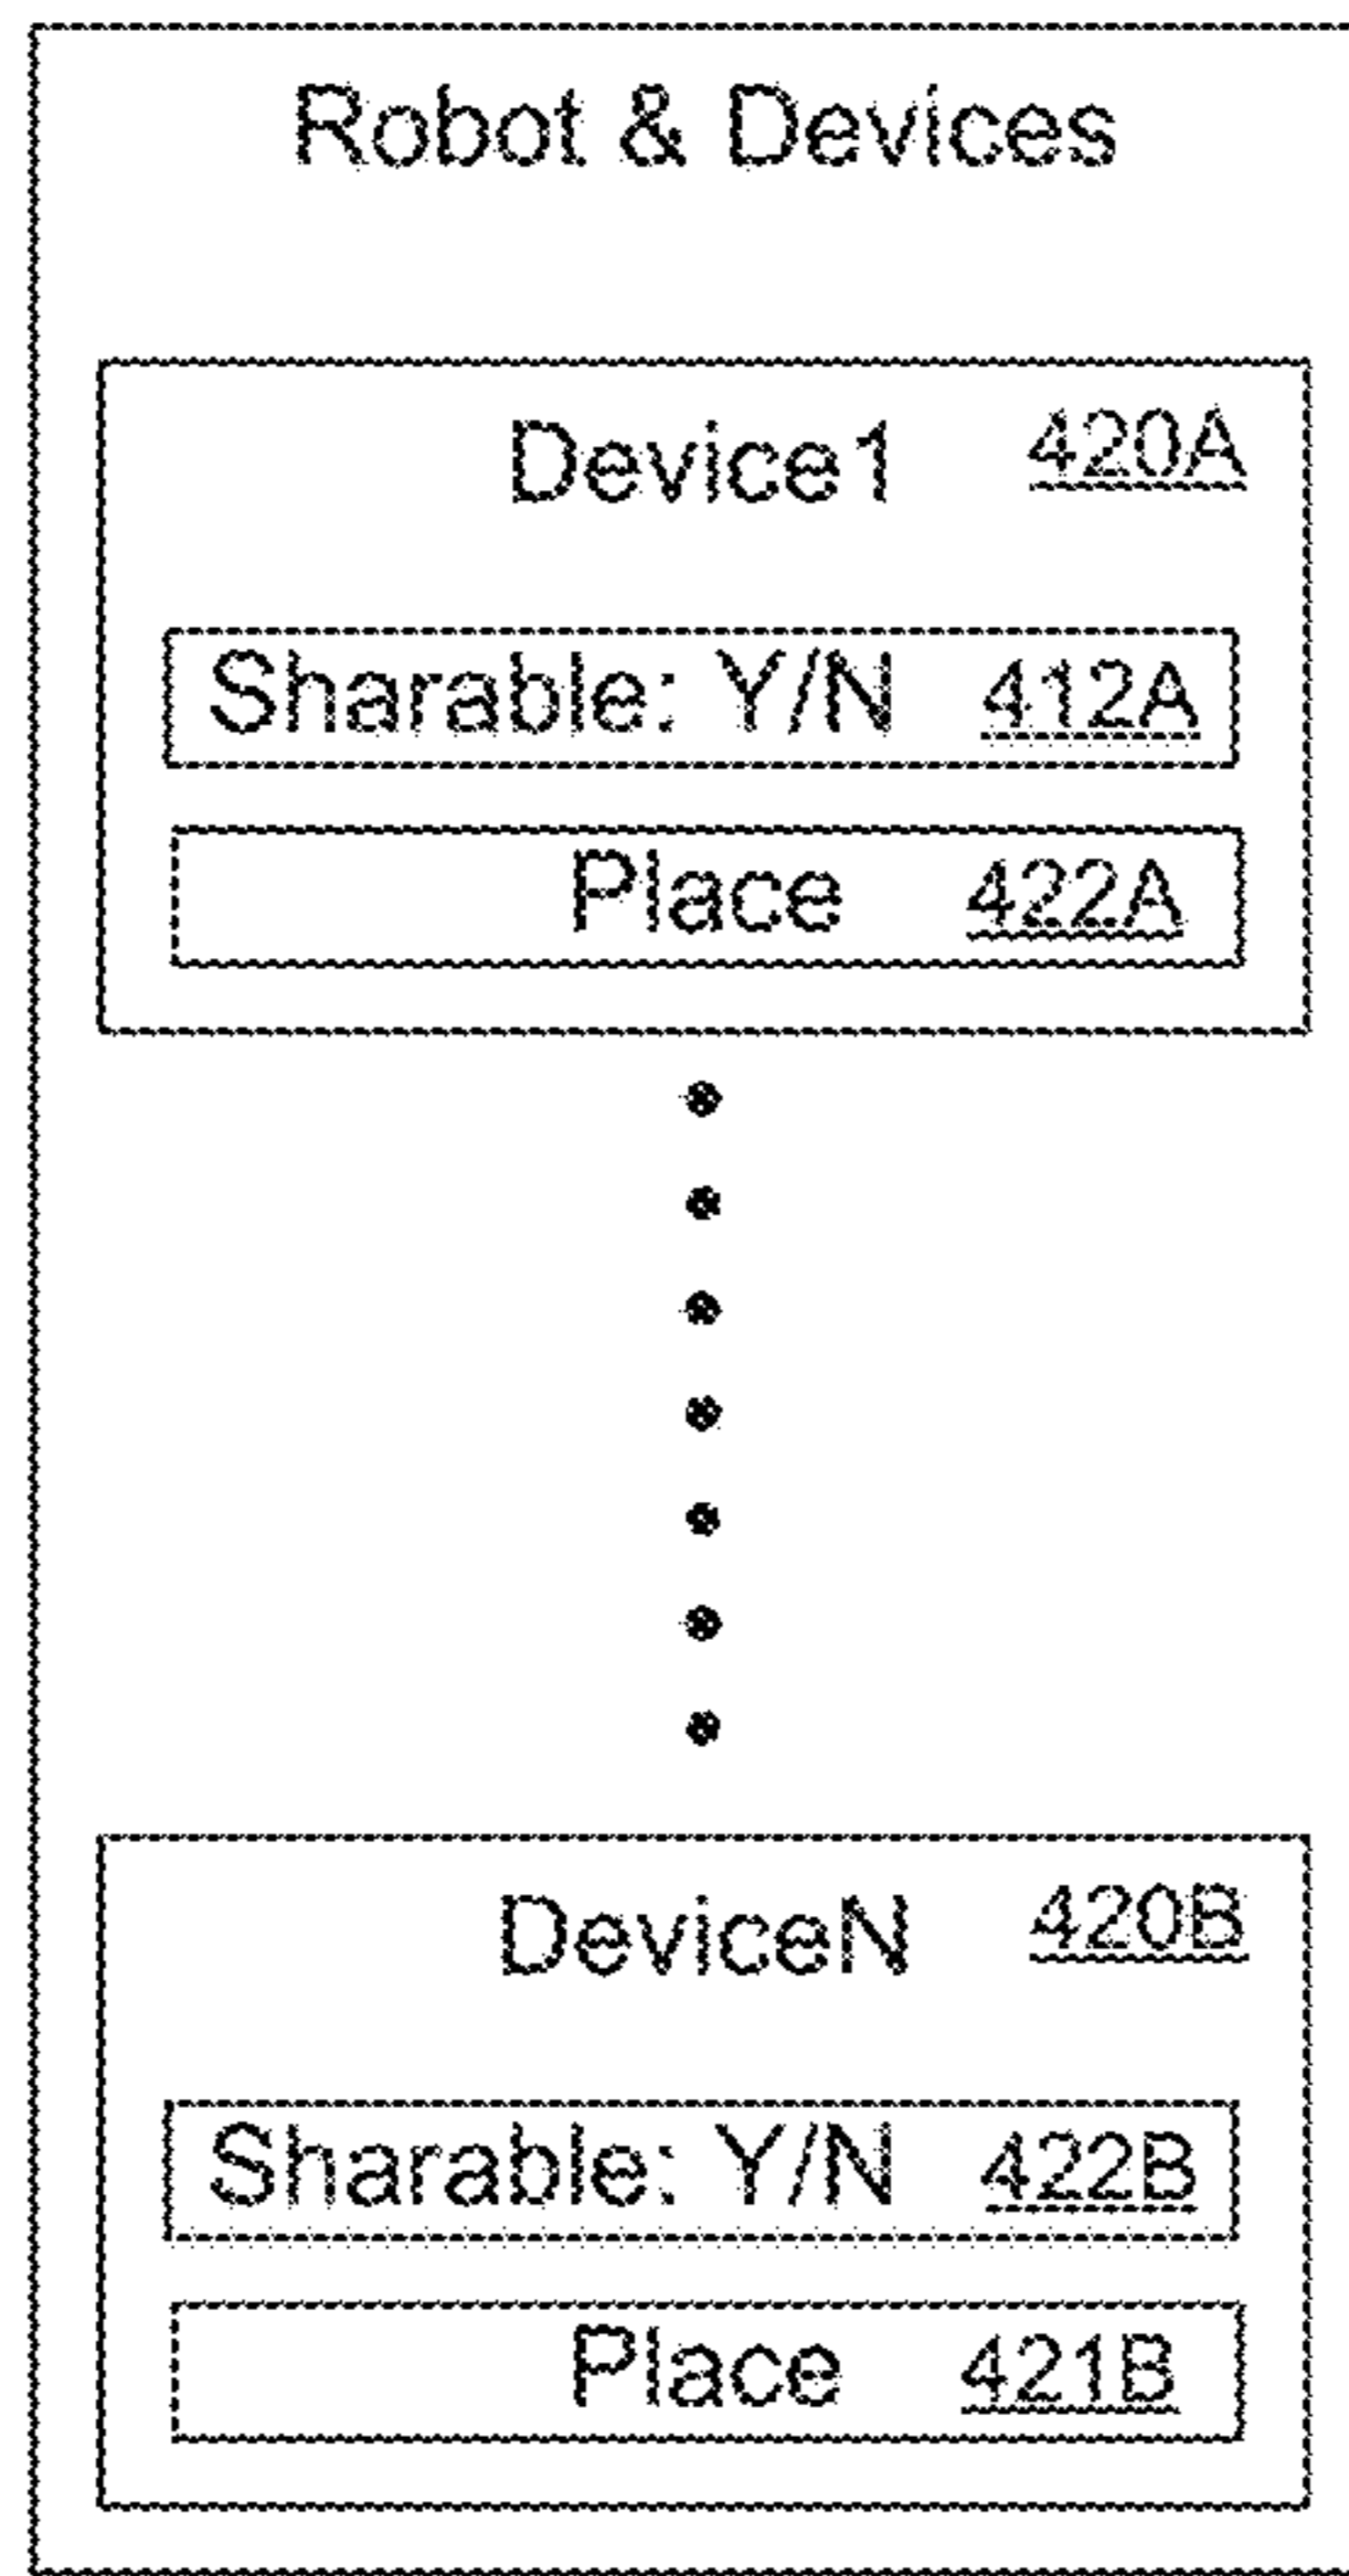 Robot & Devices
Device1 420A
Sharable: Y/N 412A
Place 422A
DeviceN 420B
Sharable: Y/N 422B
Place 421B